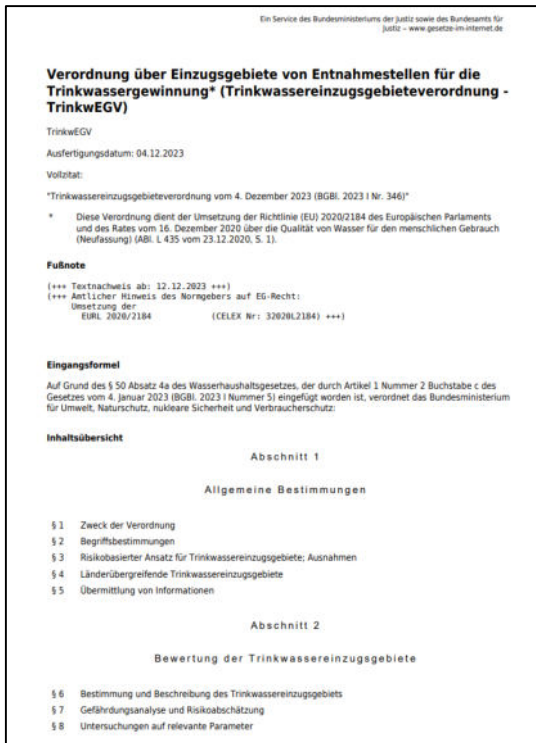 Ein Service des Bundesministeriums der Justiz sowie des Bundesamts für
Justiz – www.gesetze-im-internet.de
Verordnung über Einzugsgebiete von Entnahmestellen für die
Trinkwassergewinnung* (Trinkwassereinzugsgebieteverordnung -
TrinkwEGV)
TrinkwEGV
Ausfertigungsdatum: 04.12.2023
Vollzitat:
"Trinkwassereinzugsgebieteverordnung vom 4. Dezember 2023 (BGBl. 2023 I Nr. 346)"
* Diese Verordnung dient der Umsetzung der Richtlinie (EU) 2020/2184 des Europäischen Parlaments
und des Rates vom 16. Dezember 2020 über die Qualität von Wasser für den menschlichen Gebrauch
(Neufassung) (ABl. L 435 vom 23.12.2020, S. 1).
Fußnote
(+++ Textnachweis ab: 12.12.2023 +++)
(+++ Amtlicher Hinweis des Normgebers auf EG-Recht:
Umsetzung der
EURL 2020/2184 (CELEX Nr: 32020L2184) +++)
Eingangsformel
Auf Grund des § 50 Absatz 4a des Wasserhaushaltsgesetzes, der durch Artikel 1 Nummer 2 Buchstabe c des
Gesetzes vom 4. Januar 2023 (BGBl. 2023 I Nummer 5) eingefügt worden ist, verordnet das Bundesministerium
für Umwelt, Naturschutz, nukleare Sicherheit und Verbraucherschutz:
Inhaltsübersicht
Abschnitt 1
Allgemeine Bestimmungen
§ 1 Zweck der Verordnung
§ 2 Begriffsbestimmungen
§ 3 Risikobasierter Ansatz für Trinkwassereinzugsgebiete; Ausnahmen
§ 4 Länderübergreifende Trinkwassereinzugsgebiete
§ 5 Übermittlung von Informationen
Abschnitt 2
Bewertung der Trinkwassereinzugsgebiete
§ 6 Bestimmung und Beschreibung des Trinkwassereinzugsgebiets
§ 7 Gefährdungsanalyse und Risikoabschätzung
§ 8 Untersuchungen auf relevante Parameter